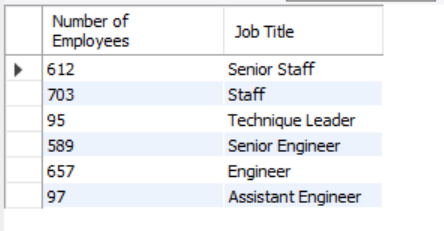 Number of
Employees Job Title
612 Senior Staff
703 Staff
95 Technique Leader
589 Senior Engineer
657 Engineer
97 Assistant Engineer